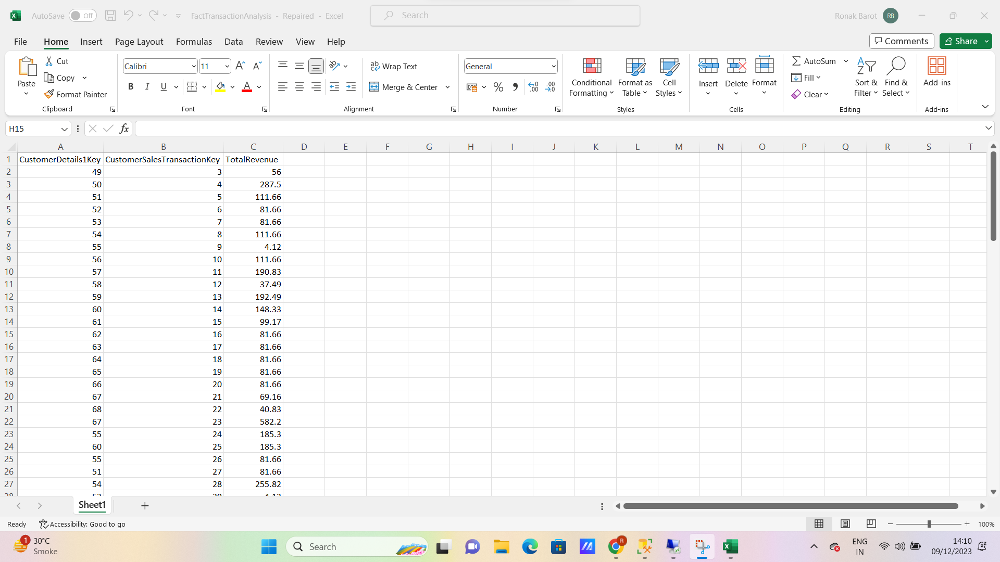 AutoSave Off FactTransactionAnalysis - Repaired - Excel Search Ronak Barot RB
File Home Insert Page Layout Formulas Data Review View Help Comments Share
Paste Cut Copy Format Painter Clipboard
Calibri 11 B I U A Font
Wrap Text Merge & Center Alignment
General % Number
Conditional Formatting Format as Table Cell Styles Styles
Insert Delete Format Cells
AutoSum Fill Clear Sort & Filter Find & Select Editing
Add-ins Add-ins
H15 fx
A B C D E F G H I J K L M N O P Q R S T
1 CustomerDetails1Key CustomerSalesTransactionKey TotalRevenue
2 49 3 56
3 50 4 287.5
4 51 5 111.66
5 52 6 81.66
6 53 7 81.66
7 54 8 111.66
8 55 9 4.12
9 56 10 111.66
10 57 11 190.83
11 58 12 37.49
12 59 13 192.49
13 60 14 148.33
14 61 15 99.17
15 62 16 81.66
16 63 17 81.66
17 64 18 81.66
18 65 19 81.66
19 66 20 81.66
20 67 21 69.16
21 68 22 40.83
22 67 23 582.2
23 55 24 185.3
24 60 25 185.3
25 55 26 81.66
26 51 27 81.66
27 54 28 255.82
Sheet1
Ready Accessibility: Good to go 100%
1 30°C Search R ENG 14:10
Smoke IN 09/12/2023